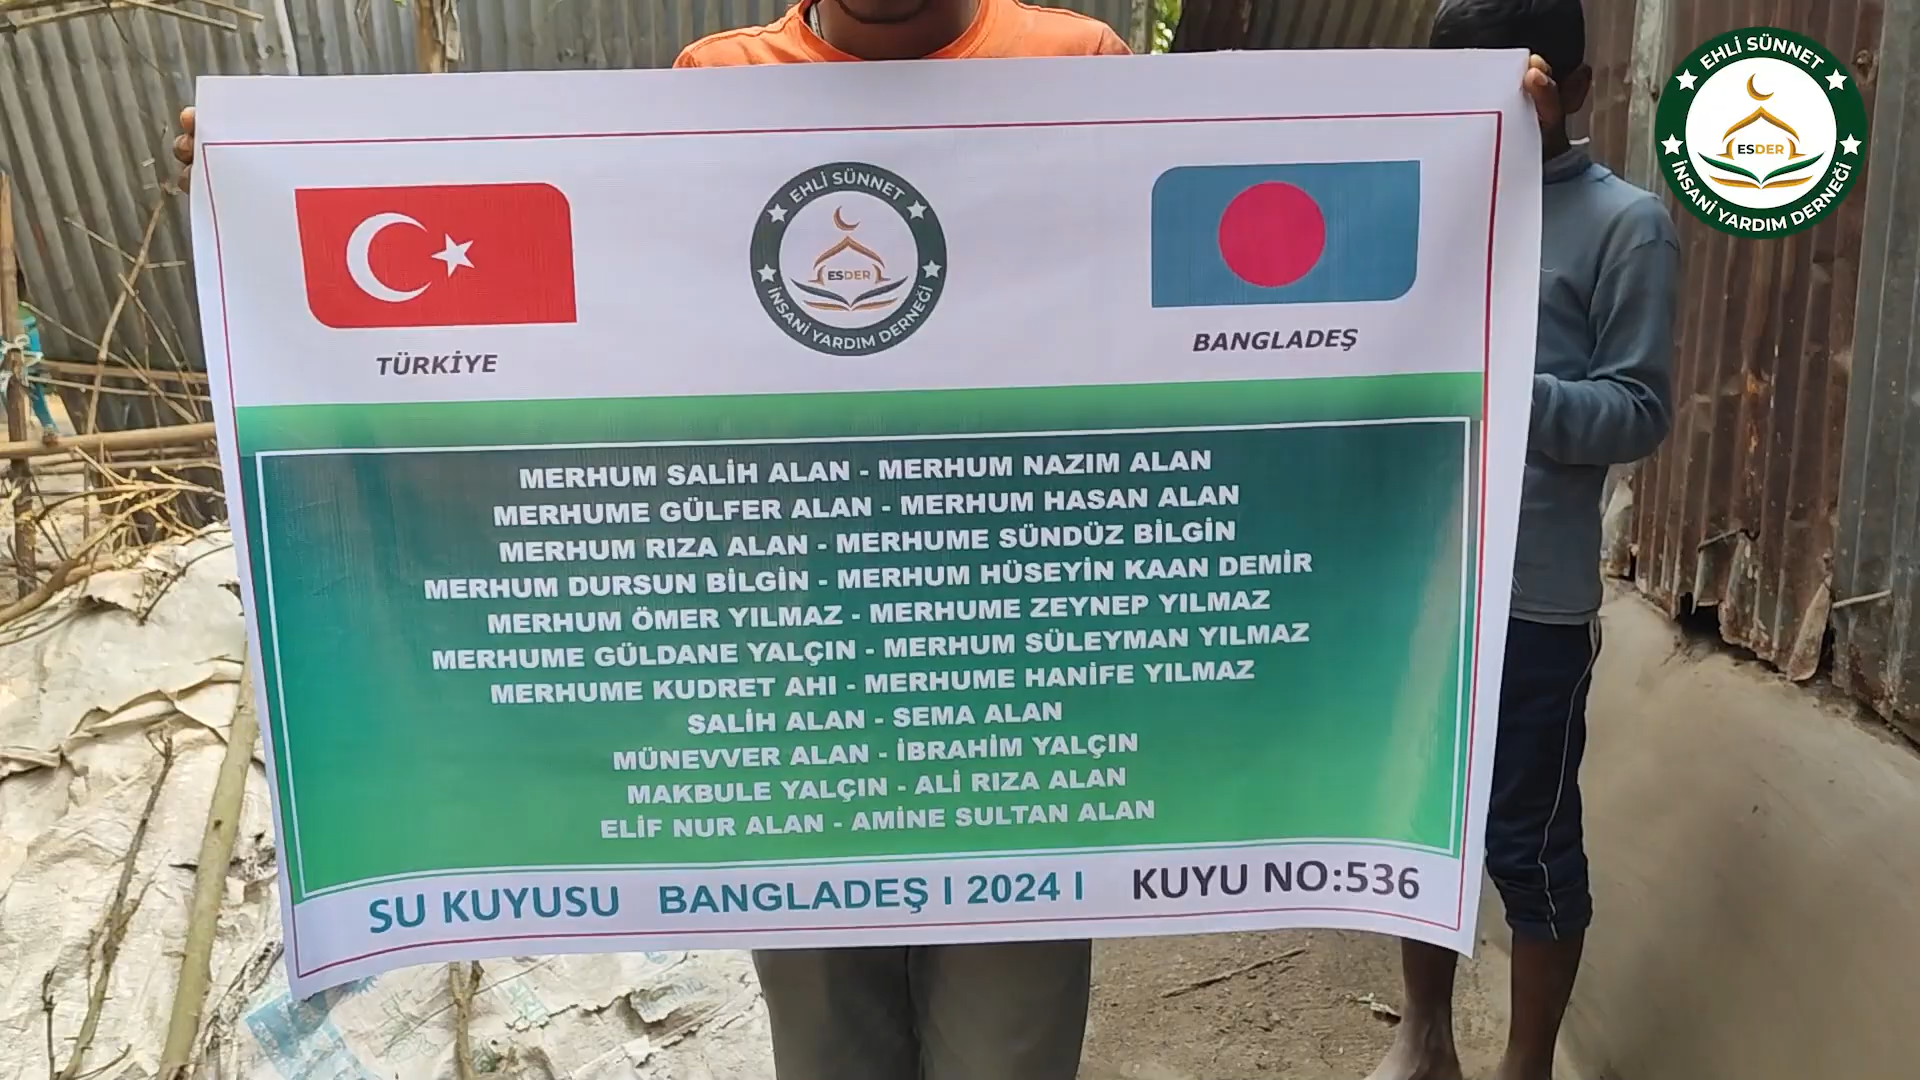 EHLİ SÜNNET
ESDER
İNSANİ YARDIM DERNEĞİ
EHLİ SÜNNET
ESDER
İNSANİ YARDIM DERNEĞİ
TÜRKİYE
BANGLADEŞ
MERHUM SALİH ALAN - MERHUM NAZIM ALAN
MERHUME GÜLFER ALAN - MERHUM HASAN ALAN
MERHUM RIZA ALAN - MERHUME SÜNDÜZ BİLGİN
MERHUM DURSUN BİLGİN - MERHUM HÜSEYİN KAAN DEMİR
MERHUM ÖMER YILMAZ - MERHUME ZEYNEP YILMAZ
MERHUME GÜLDANE YALÇIN - MERHUM SÜLEYMAN YILMAZ
MERHUME KUDRET AHI - MERHUME HANİFE YILMAZ
SALİH ALAN - SEMA ALAN
MÜNEVVER ALAN - İBRAHİM YALÇIN
MAKBULE YALÇIN - ALİ RIZA ALAN
ELİF NUR ALAN - AMİNE SULTAN ALAN
SU KUYUSU BANGLADEŞ I 2024 I KUYU NO:536